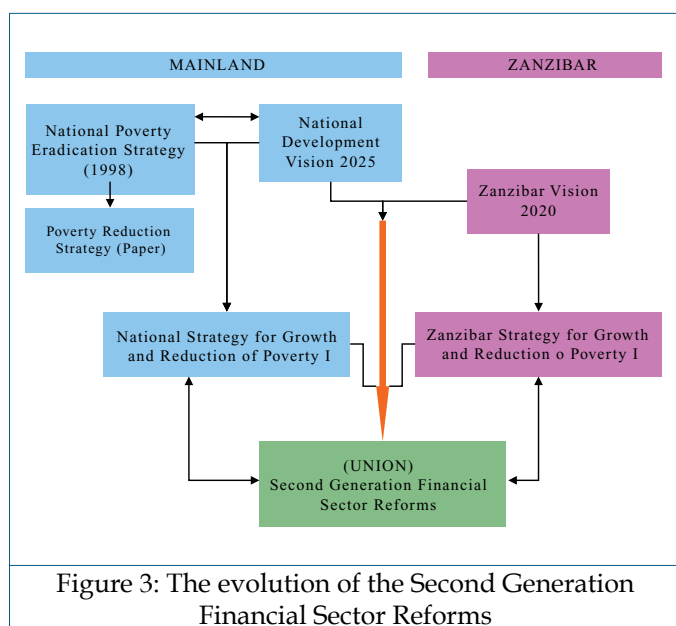 MAINLAND
ZANZIBAR
National Poverty
Eradication Strategy
(1998)
National
Development
Vision 2025
Zanzibar Vision
2020
Poverty Reduction
Strategy (Paper)
National Strategy for Growth
and Reduction of Poverty I
Zanzibar Strategy for Growth
and Reduction o Poverty I
(UNION)
Second Generation Financial
Sector Reforms
Figure 3: The evolution of the Second Generation
Financial Sector Reforms